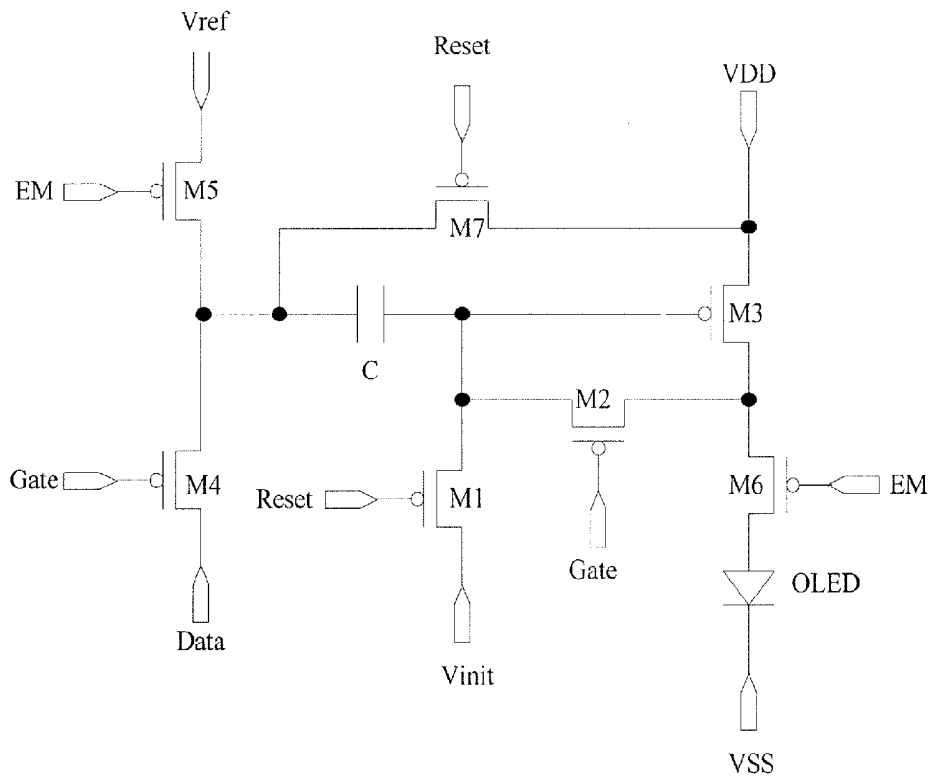 Vref
Reset
VDD
EM
M5
M7
M3
C
M2
Gate
M4
Reset
M1
M6
EM
Gate
OLED
Data
Vinit
VSS